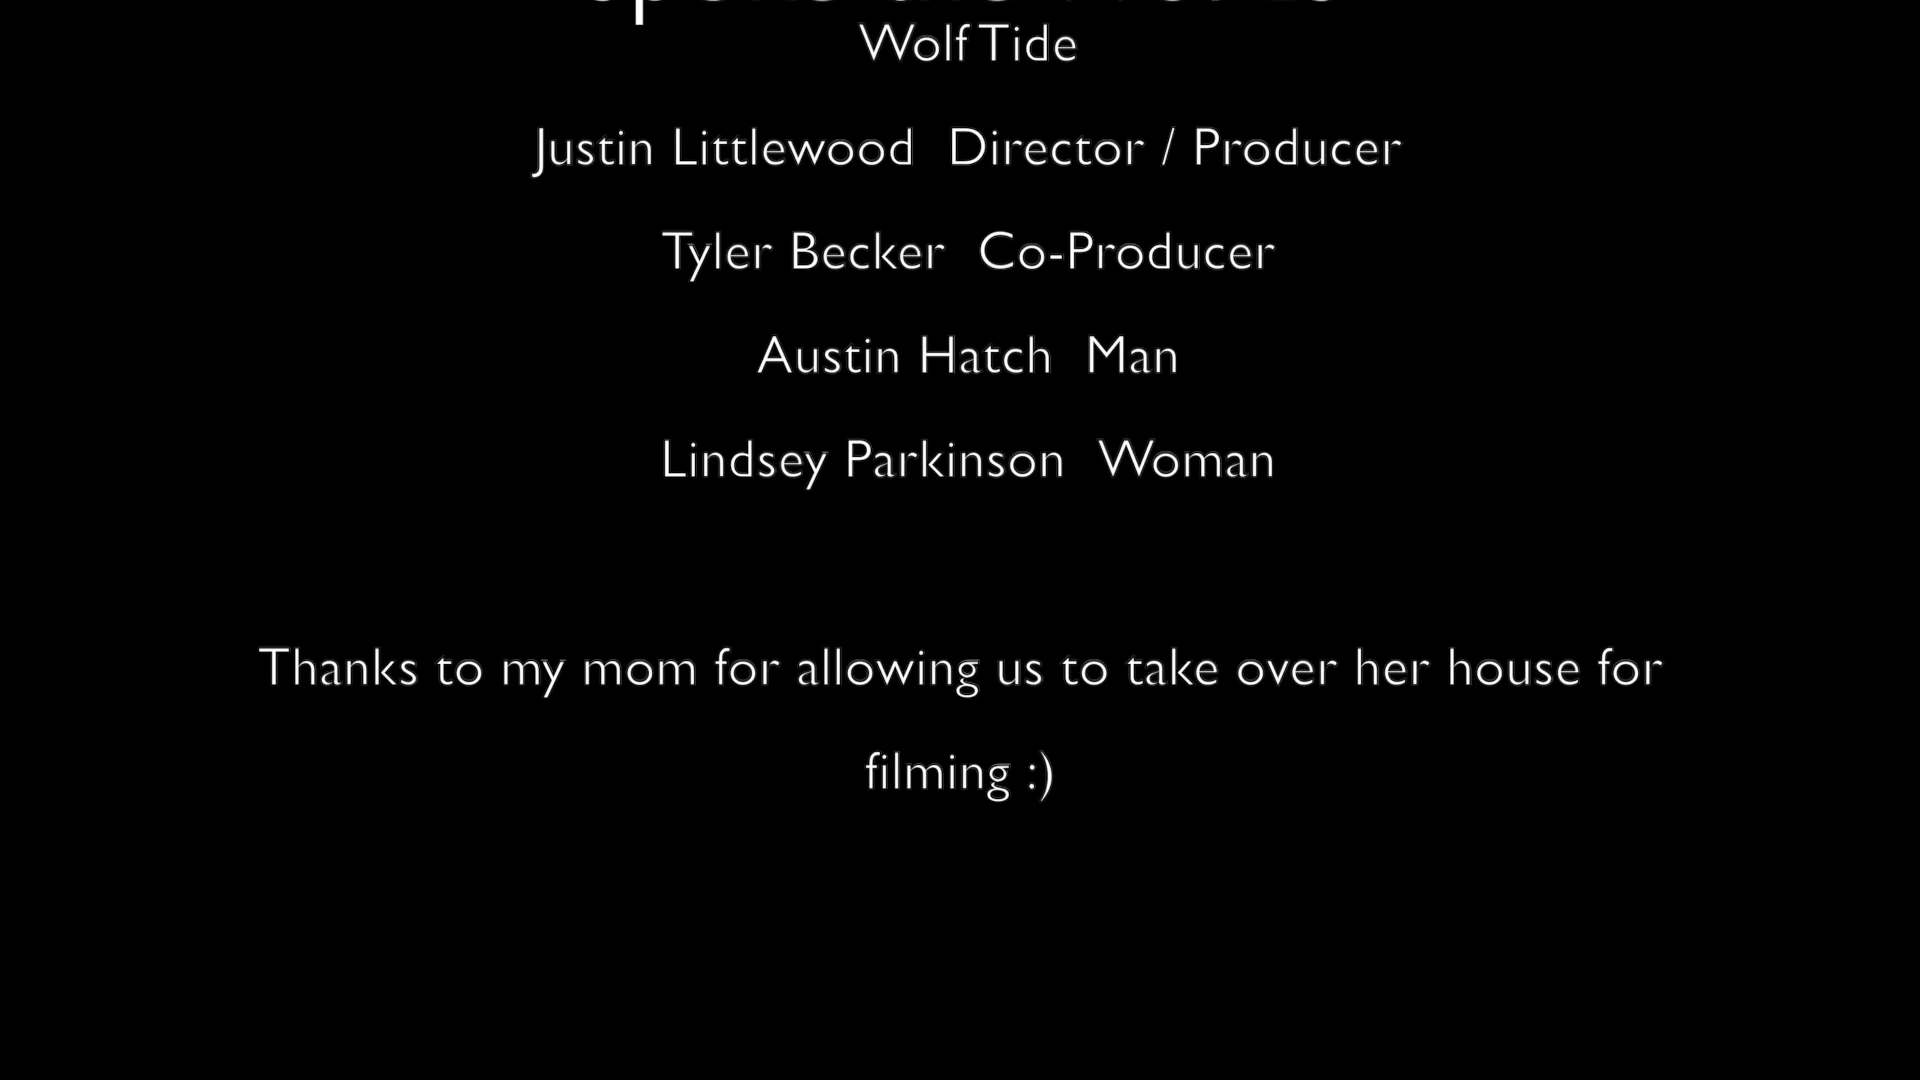 Wolf Tide
Justin Littlewood Director / Producer
Tyler Becker Co-Producer
Austin Hatch Man
Lindsey Parkinson Woman
Thanks to my mom for allowing us to take over her house for
filming :)